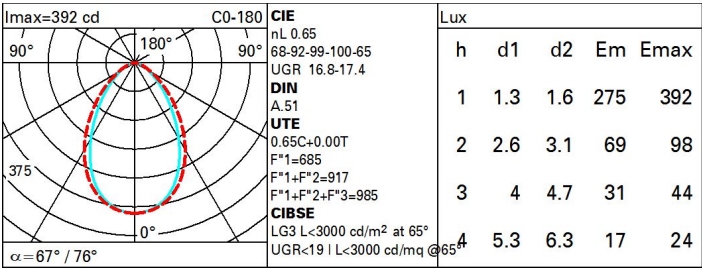 Imax=392 cd C0-180
90° 180° 90°
375
0°
α=67° / 76°
CIE
nL 0.65
68-92-99-100-65
UGR 16.8-17.4
DIN
A.51
UTE
0.65C+0.00T
F"1=685
F"1+F"2=917
F"1+F"2+F"3=985
CIBSE
LG3 L<3000 cd/m² at 65°
UGR<19 | L<3000 cd/mq @65°
Lux
h d1 d2 Em Emax
1 1.3 1.6 275 392
2 2.6 3.1 69 98
3 4 4.7 31 44
4 5.3 6.3 17 24